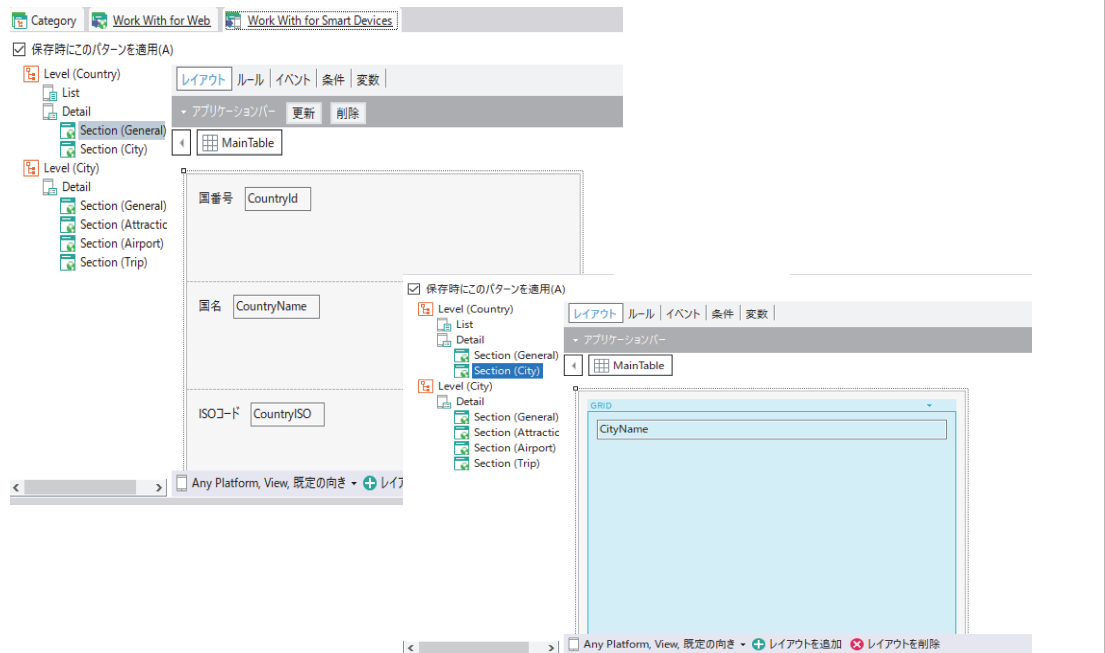 Category Work With for Web Work With for Smart Devices
保存時にこのパターンを適用(A)
Level (Country)
List
Detail
Section (General)
Section (City)
Level (City)
Detail
Section (General)
Section (Attractic
Section (Airport)
Section (Trip)
レイアウト ルール イベント 条件 変数
アプリケーションバー 更新 削除
MainTable
国番号 CountryId
国名 CountryName
ISOコード CountryISO
Any Platform, View, 既定の向き レイア
保存時にこのパターンを適用(A)
Level (Country)
List
Detail
Section (General)
Section (City)
Level (City)
Detail
Section (General)
Section (Attractic
Section (Airport)
Section (Trip)
レイアウト ルール イベント 条件 変数
アプリケーションバー
MainTable
GRID
CityName
Any Platform, View, 既定の向き レイアウトを追加 レイアウトを削除